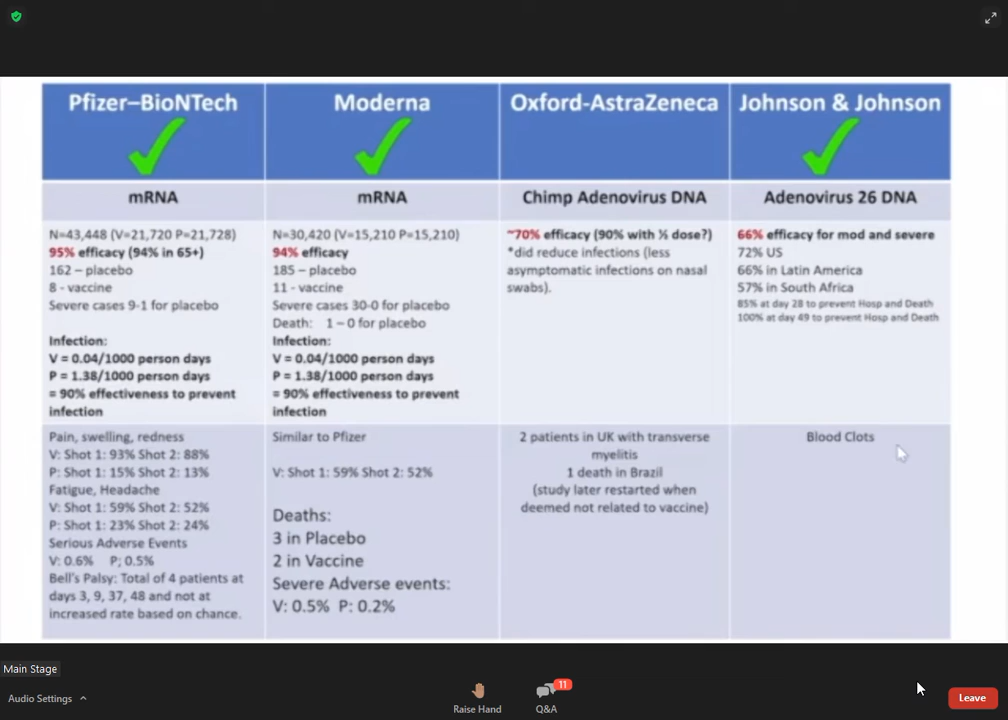 Pfizer–BioNTech
mRNA
N=43,448 (V=21,720 P=21,728)
95% efficacy (94% in 65+)
162 – placebo
8 - vaccine
Severe cases 9-1 for placebo
Infection:
V = 0.04/1000 person days
P = 1.38/1000 person days
= 90% effectiveness to prevent
infection
Pain, swelling, redness
V: Shot 1: 93% Shot 2: 88%
P: Shot 1: 15% Shot 2: 13%
Fatigue, Headache
V: Shot 1: 59% Shot 2: 52%
P: Shot 1: 23% Shot 2: 24%
Serious Adverse Events
V: 0.6% P; 0.5%
Bell's Palsy: Total of 4 patients at
days 3, 9, 37, 48 and not at
increased rate based on chance.
Moderna
mRNA
N=30,420 (V=15,210 P=15,210)
94% efficacy
185 – placebo
11 - vaccine
Severe cases 30-0 for placebo
Death: 1 – 0 for placebo
Infection:
V = 0.04/1000 person days
P = 1.38/1000 person days
= 90% effectiveness to prevent
infection
Similar to Pfizer
V: Shot 1: 59% Shot 2: 52%
Deaths:
3 in Placebo
2 in Vaccine
Severe Adverse events:
V: 0.5% P: 0.2%
Oxford-AstraZeneca
Chimp Adenovirus DNA
~70% efficacy (90% with ½ dose?)
*did reduce infections (less
asymptomatic infections on nasal
swabs).
2 patients in UK with transverse
myelitis
1 death in Brazil
(study later restarted when
deemed not related to vaccine)
Johnson & Johnson
Adenovirus 26 DNA
66% efficacy for mod and severe
72% US
66% in Latin America
57% in South Africa
85% at day 28 to prevent Hosp and Death
100% at day 49 to prevent Hosp and Death
Blood Clots
Main Stage
Audio Settings
Raise Hand
11
Q&A
Leave